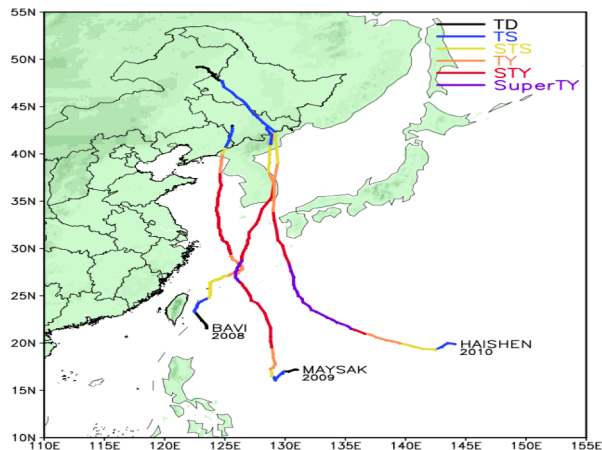 55N
50N
45N
40N
35N
30N
25N
20N
15N
10N
TD
TS
STS
TY
STY
SuperTY
BAVI
2008
MAYSAK
2009
HAISHEN
2010
110E 115E 120E 125E 130E 135E 140E 145E 150E 155E